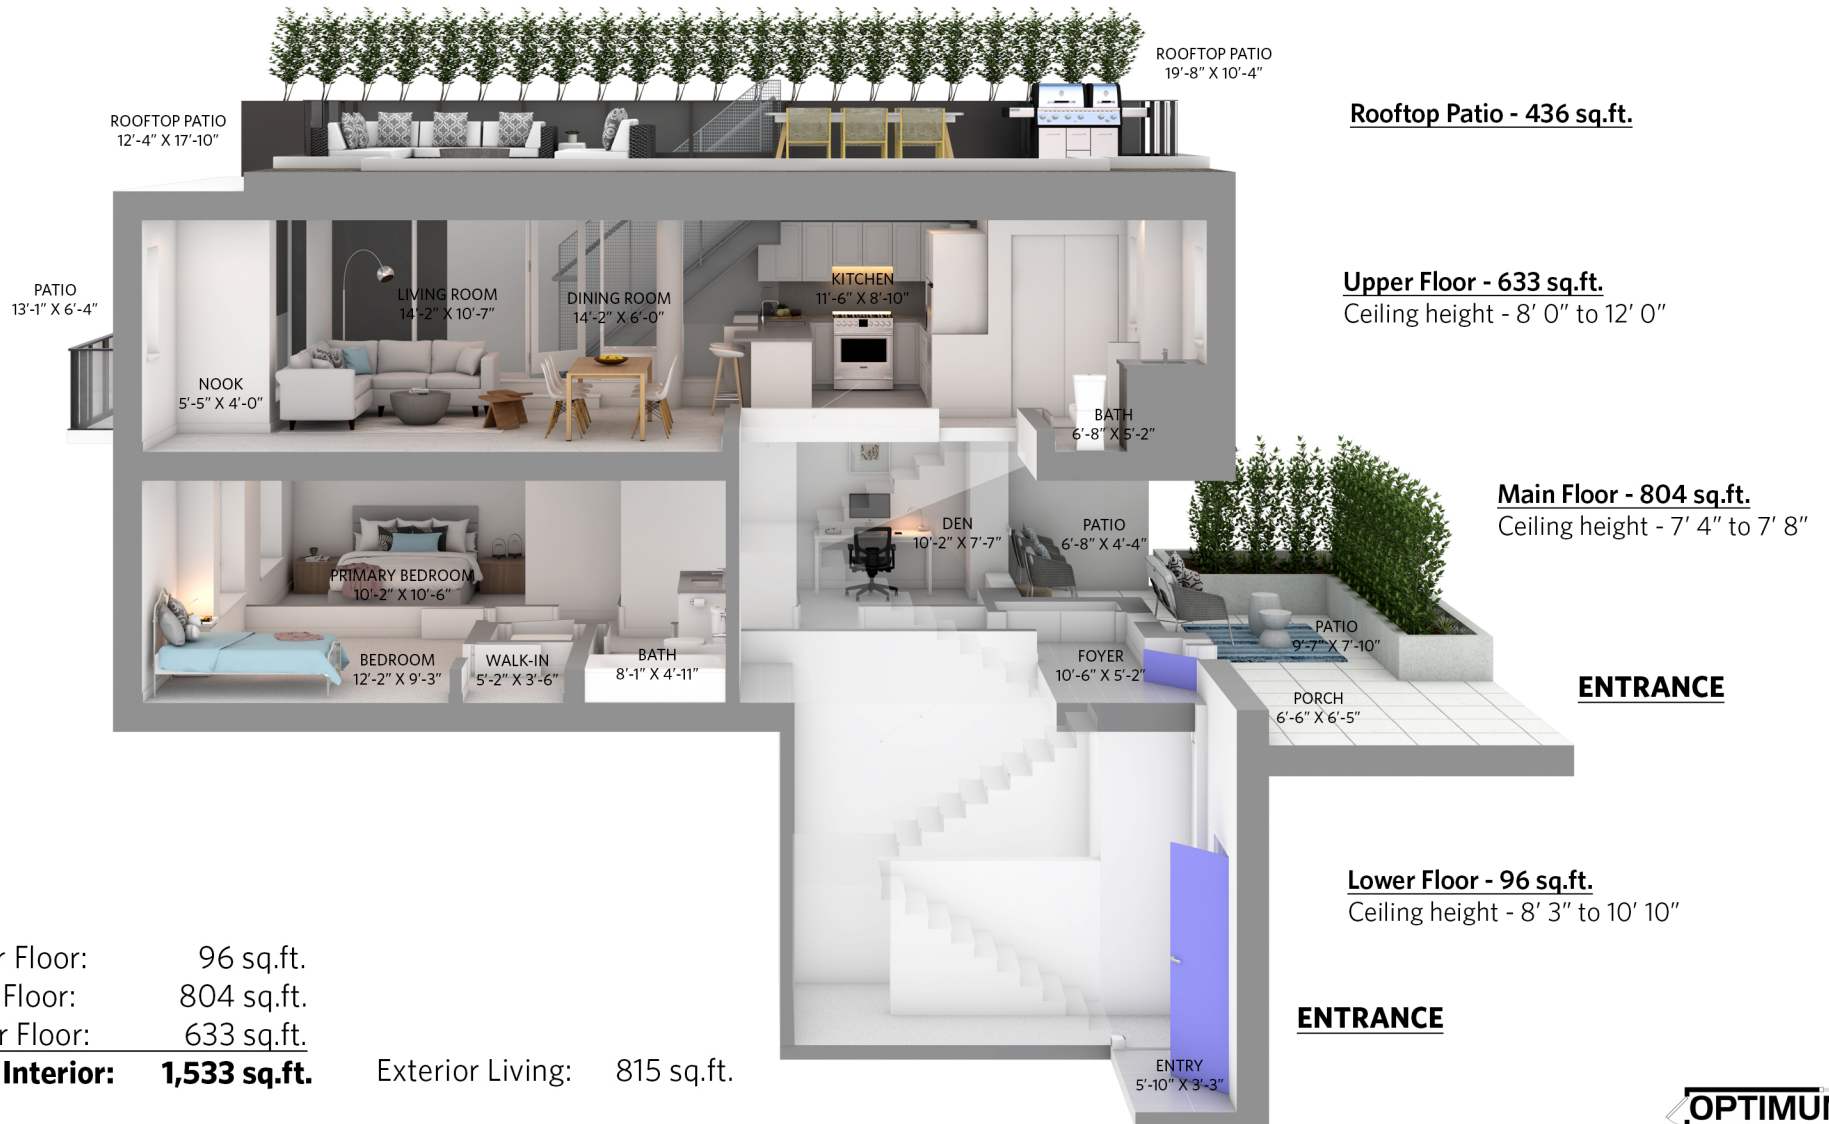 ROOFTOP PATIO
19'-8" X 10'-4"
ROOFTOP PATIO
12'-4" X 17'-10"
Rooftop Patio - 436 sq.ft.
PATIO
13'-1" X 6'-4"
LIVING ROOM
14'-2" X 10'-7"
DINING ROOM
14'-2" X 6'-0"
KITCHEN
11'-6" X 8'-10"
NOOK
5'-5" X 4'-0"
BATH
6'-8" X 5'-2"
Upper Floor - 633 sq.ft.
Ceiling height - 8' 0" to 12' 0"
PRIMARY BEDROOM
10'-2" X 10'-6"
DEN
10'-2" X 7'-7"
PATIO
6'-8" X 4'-4"
Main Floor - 804 sq.ft.
Ceiling height - 7' 4" to 7' 8"
BEDROOM
12'-2" X 9'-3"
WALK-IN
5'-2" X 3'-6"
BATH
8'-1" X 4'-11"
FOYER
10'-6" X 5'-2"
PATIO
9'-7" X 7'-10"
PORCH
6'-6" X 6'-5"
ENTRANCE
Lower Floor - 96 sq.ft.
Ceiling height - 8' 3" to 10' 10"
ENTRANCE
ENTRY
5'-10" X 3'-3"
r Floor: 96 sq.ft.
Floor: 804 sq.ft.
r Floor: 633 sq.ft.
Interior: 1,533 sq.ft.
Exterior Living: 815 sq.ft.
OPTIMU